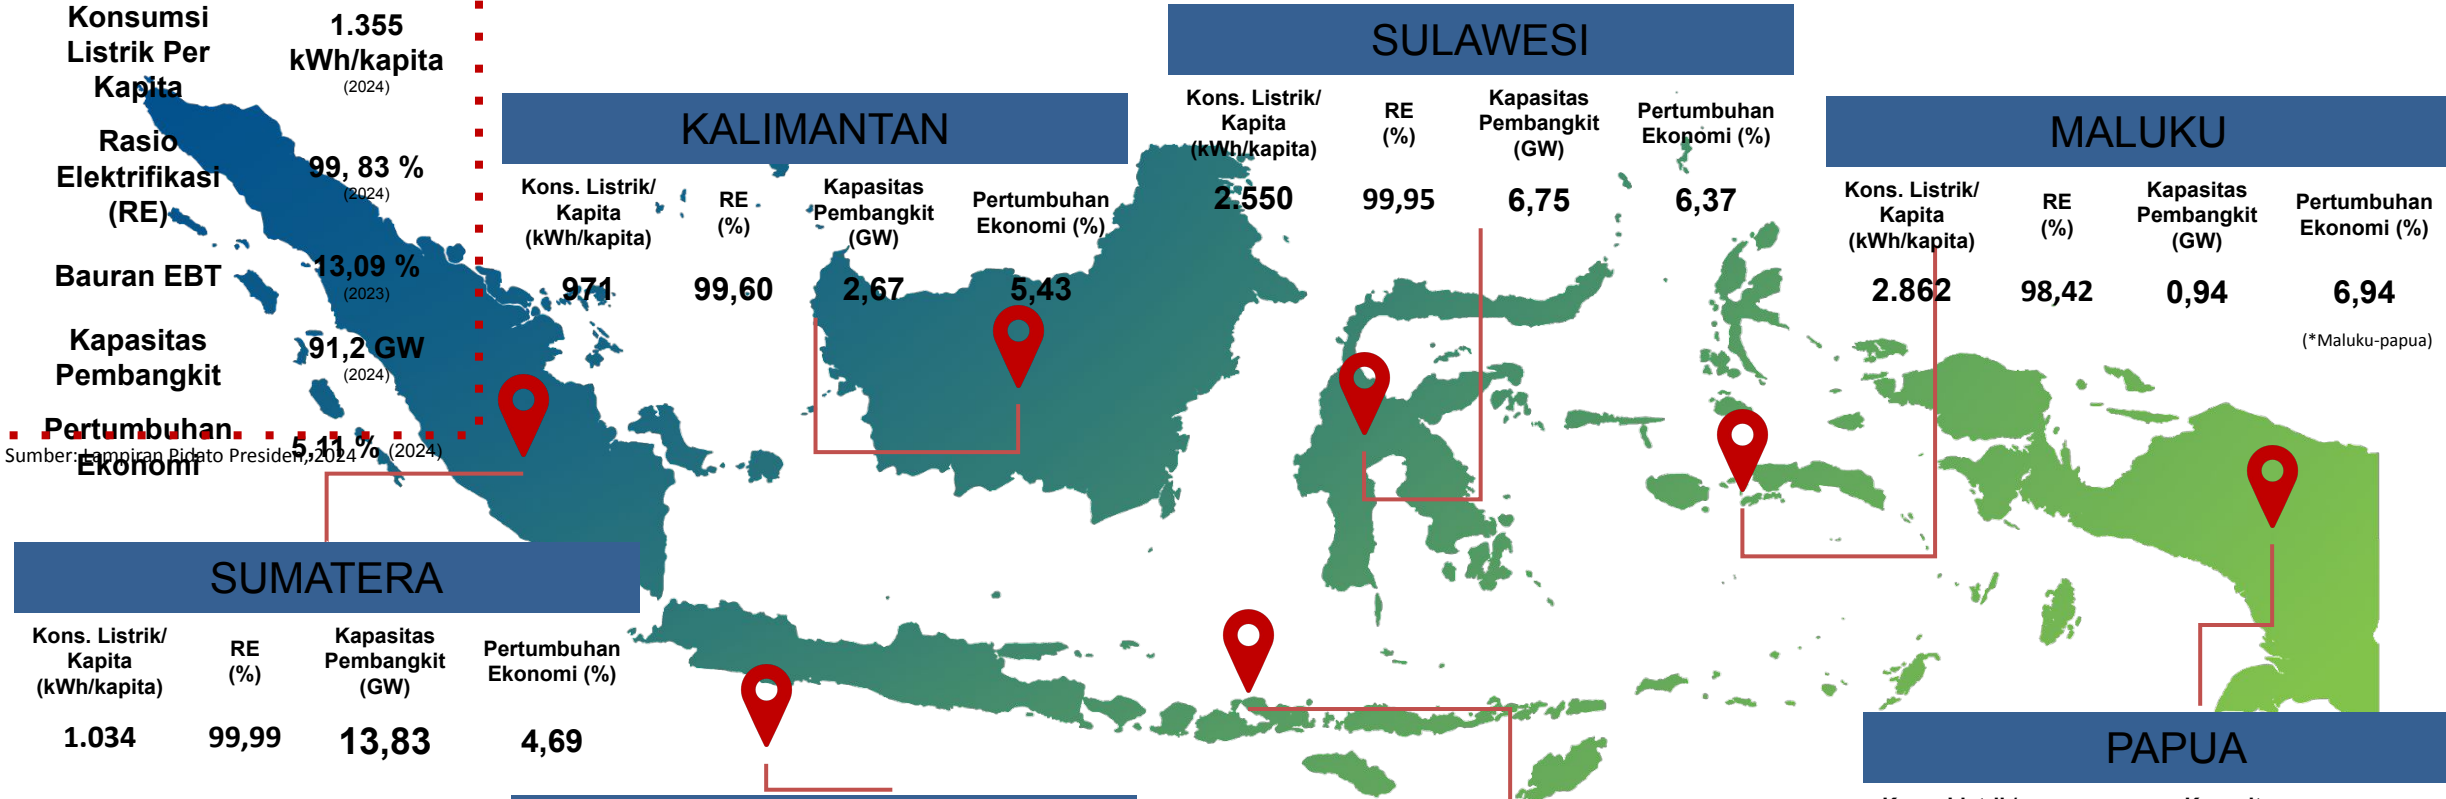 Konsumsi
Listrik Per
Kapita
1.355
kWh/kapita
(2024)
Rasio
Elektrifikasi
(RE)
99, 83 %
(2024)
Bauran EBT
13,09 %
(2023)
Kapasitas
Pembangkit
91,2 GW
(2024)
Pertumbuhan
Ekonomi
5,11 % (2024)
Sumber: Lampiran Pidato Presiden, 2024
KALIMANTAN
Kons. Listrik/
Kapita
(kWh/kapita)
RE
(%)
Kapasitas
Pembangkit
(GW)
Pertumbuhan
Ekonomi (%)
971
99,60
2,67
5,43
SULAWESI
Kons. Listrik/
Kapita
(kWh/kapita)
RE
(%)
Kapasitas
Pembangkit
(GW)
Pertumbuhan
Ekonomi (%)
2.550
99,95
6,75
6,37
MALUKU
Kons. Listrik/
Kapita
(kWh/kapita)
RE
(%)
Kapasitas
Pembangkit
(GW)
Pertumbuhan
Ekonomi (%)
2.862
98,42
0,94
6,94
(*Maluku-papua)
SUMATERA
Kons. Listrik/
Kapita
(kWh/kapita)
RE
(%)
Kapasitas
Pembangkit
(GW)
Pertumbuhan
Ekonomi (%)
1.034
99,99
13,83
4,69
PAPUA